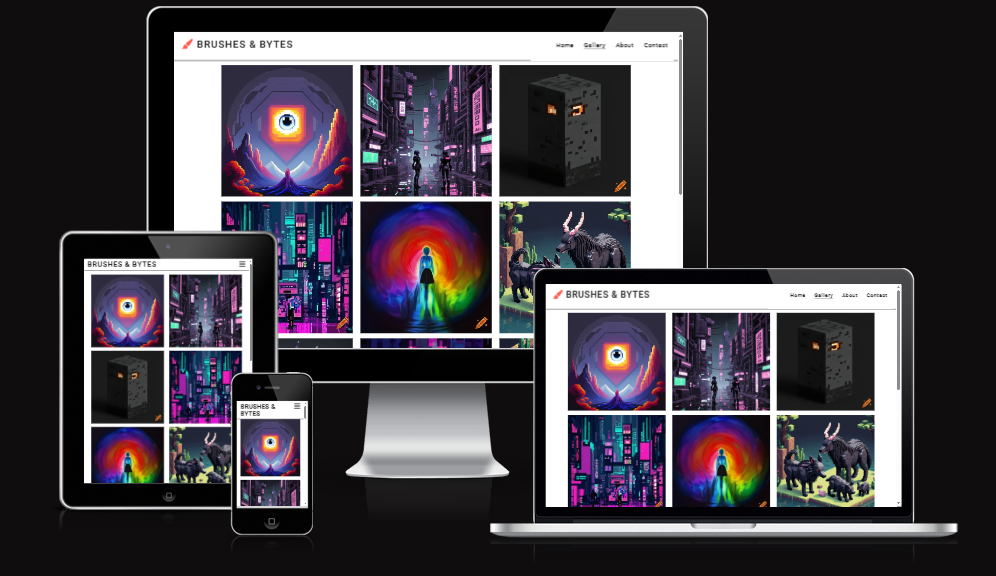 BRUSHES & BYTES
Home Gallery About Contact
BRUSHES & BYTES
BRUSHES &
BYTES
BRUSHES & BYTES
Home Gallery About Contact